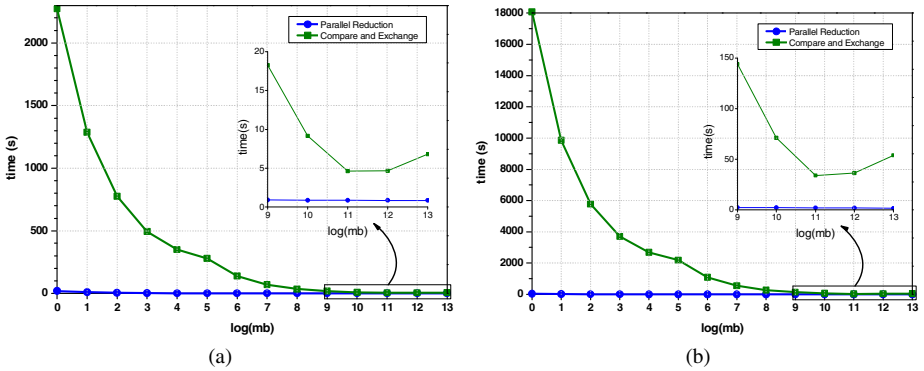 Parallel Reduction
Compare and Exchange
2000
1500
1000
500
0
time (s)
0 1 2 3 4 5 6 7 8 9 10 11 12 13
log(mb)
20
15
10
5
0
time(s)
9 10 11 12 13
log(mb)
(a)
Parallel Reduction
Compare and Exchange
18000
16000
14000
12000
10000
8000
6000
4000
2000
0
time (s)
0 1 2 3 4 5 6 7 8 9 10 11 12 13
log(mb)
150
100
50
0
time(s)
9 10 11 12 13
log(mb)
(b)